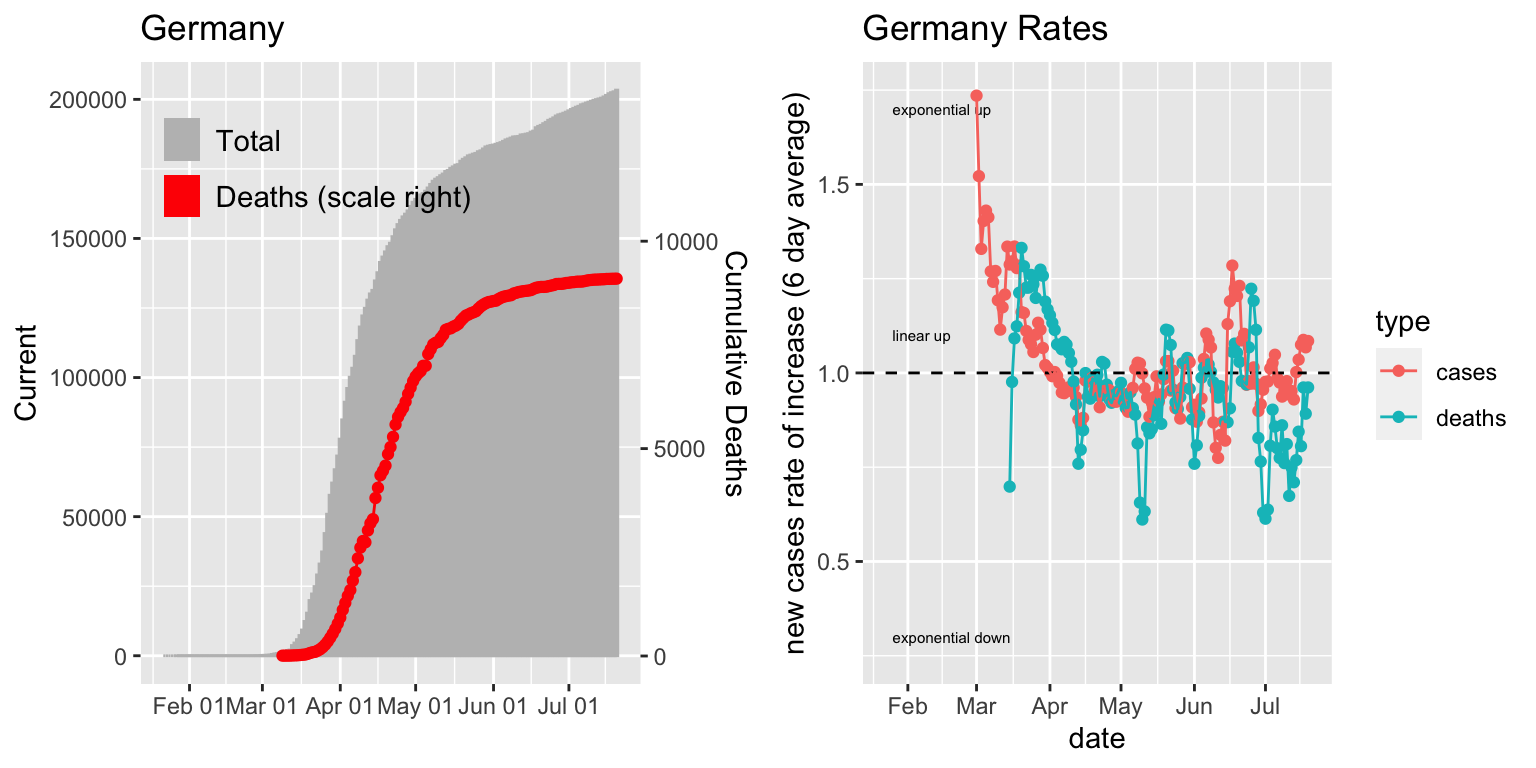 Germany
200000
150000
100000
50000
0
Current
Total
Deaths (scale right)
10000
5000
0
Cumulative Deaths
Feb 01
Mar 01
Apr 01
May 01
Jun 01
Jul 01
Germany Rates
new cases rate of increase (6 day average)
1.5
1.0
0.5
exponential up
linear up
exponential down
Feb
Mar
Apr
May
Jun
Jul
date
type
cases
deaths